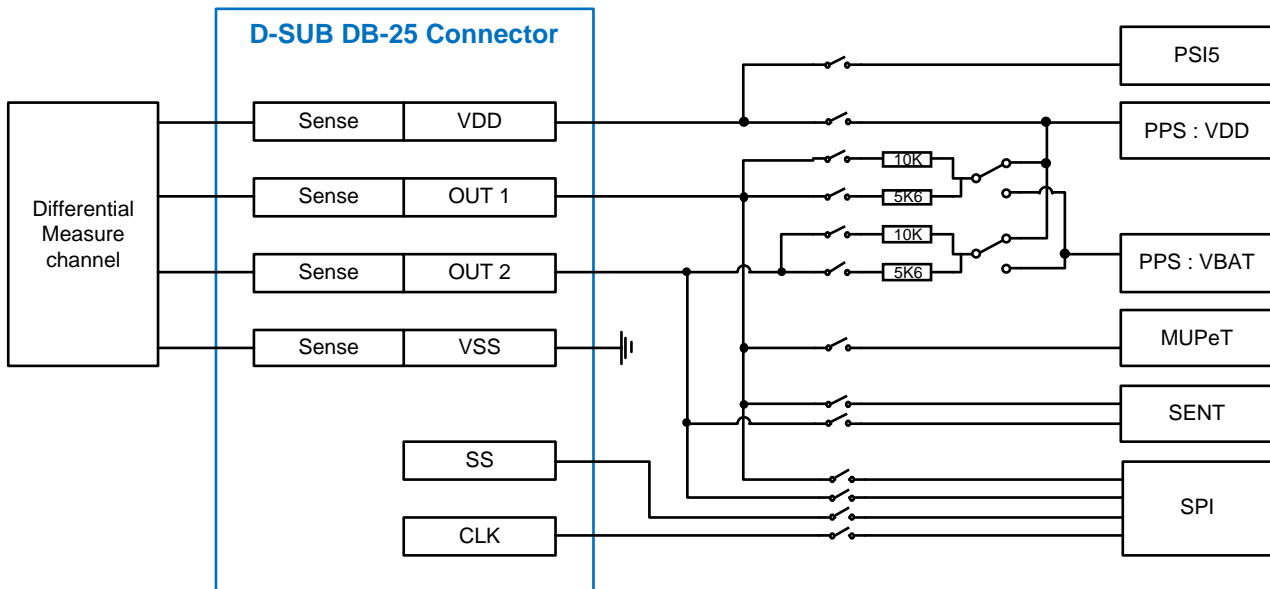 D-SUB DB-25 Connector
PSI5
Sense VDD
PPS : VDD
10K
Differential
Measure
channel
Sense OUT 1
5K6
10K
Sense OUT 2
5K6
PPS : VBAT
Sense VSS
MUPeT
SENT
SS
SPI
CLK